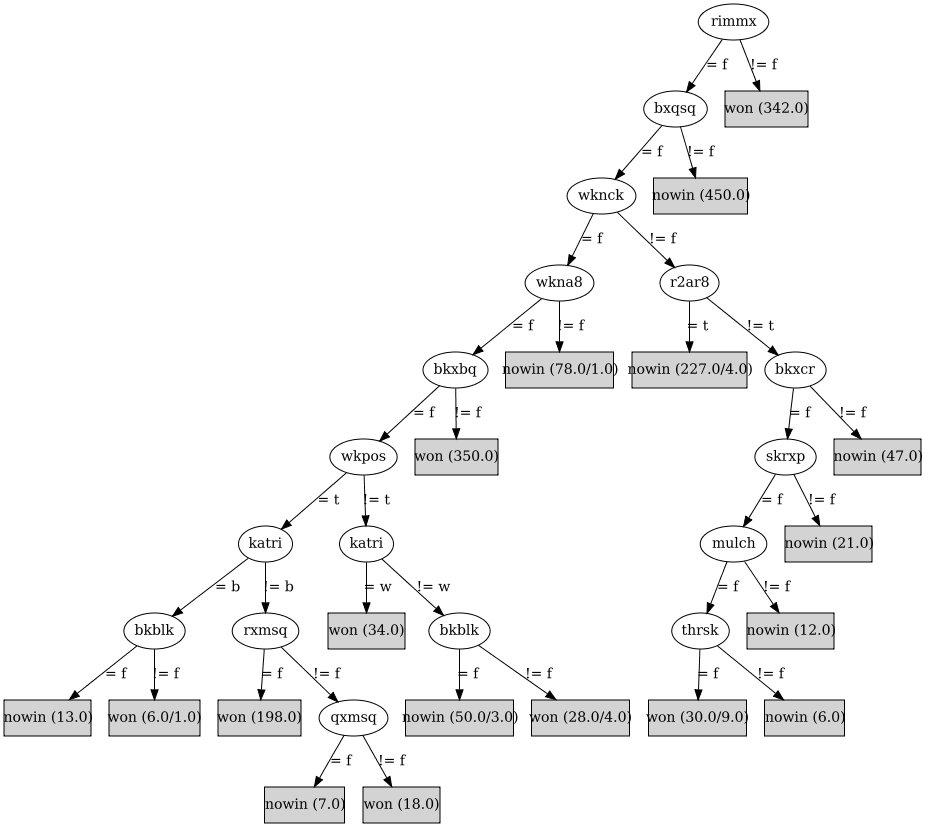 rimmx
= f
!= f
bxqsq
won (342.0)
= f
!= f
wknck
nowin (450.0)
= f
!= f
wkna8
r2ar8
= f
!= f
= t
!= t
bkxbq
nowin (78.0/1.0)
nowin (227.0/4.0)
bkxcr
= f
!= f
= f
!= f
wkpos
won (350.0)
skrxp
nowin (47.0)
= t
!= t
= f
!= f
katri
katri
mulch
nowin (21.0)
= b
!= b
= w
!= w
= f
!= f
bkblk
rxmsq
won (34.0)
bkblk
thrsk
nowin (12.0)
= f
!= f
= f
!= f
= f
!= f
= f
!= f
nowin (13.0)
won (6.0/1.0)
won (198.0)
qxmsq
nowin (50.0/3.0)
won (28.0/4.0)
won (30.0/9.0)
nowin (6.0)
= f
!= f
nowin (7.0)
won (18.0)